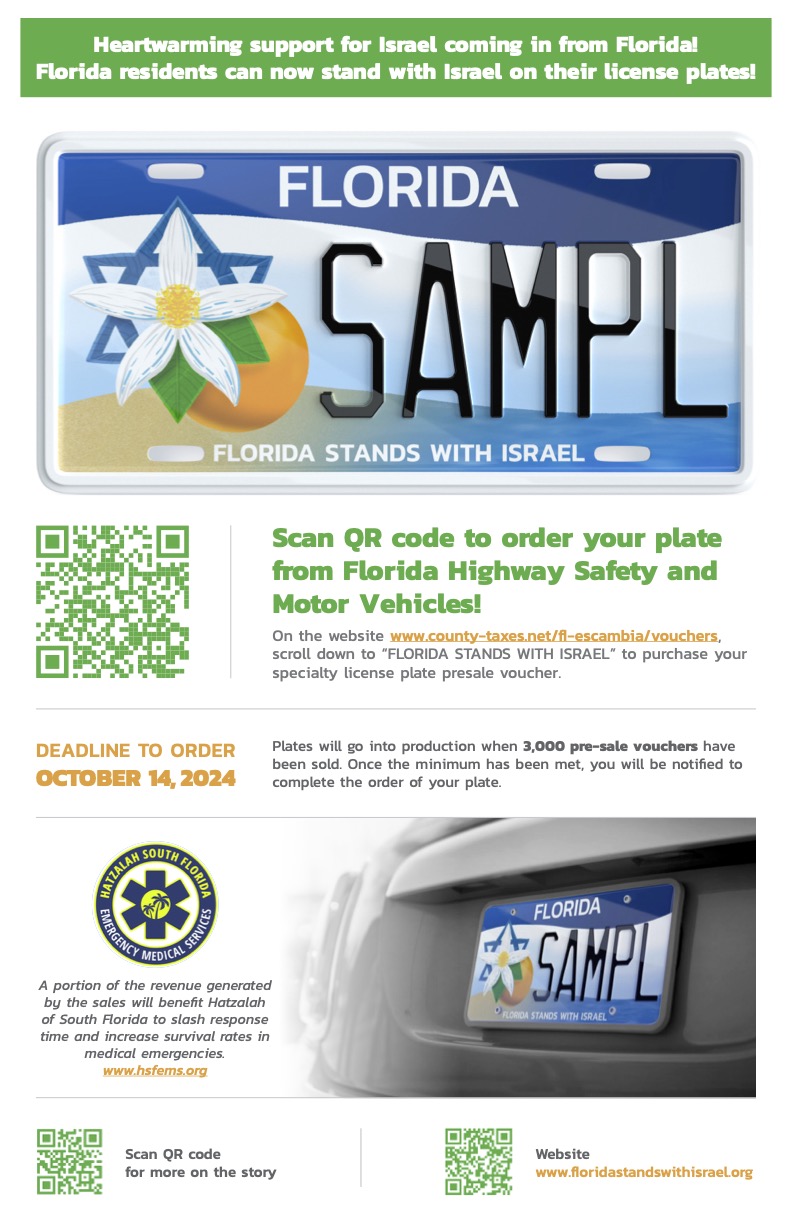 Heartwarming support for Israel coming in from Florida!
Florida residents can now stand with Israel on their license plates!
FLORIDA
SAMPL
FLORIDA STANDS WITH ISRAEL
Scan QR code to order your plate
from Florida Highway Safety and
Motor Vehicles!
On the website www.county-taxes.net/fl-escambia/vouchers,
scroll down to “FLORIDA STANDS WITH ISRAEL” to purchase your
specialty license plate presale voucher.
DEADLINE TO ORDER
OCTOBER 14, 2024
Plates will go into production when 3,000 pre-sale vouchers have
been sold. Once the minimum has been met, you will be notified to
complete the order of your plate.
HATZALAH SOUTH FLORIDA
EMERGENCY MEDICAL SERVICES
A portion of the revenue generated
by the sales will benefit Hatzalah
of South Florida to slash response
time and increase survival rates in
medical emergencies.
www.hsfems.org
FLORIDA
SAMPL
FLORIDA STANDS WITH ISRAEL
Scan QR code
for more on the story
Website
www.floridastandswithisrael.org